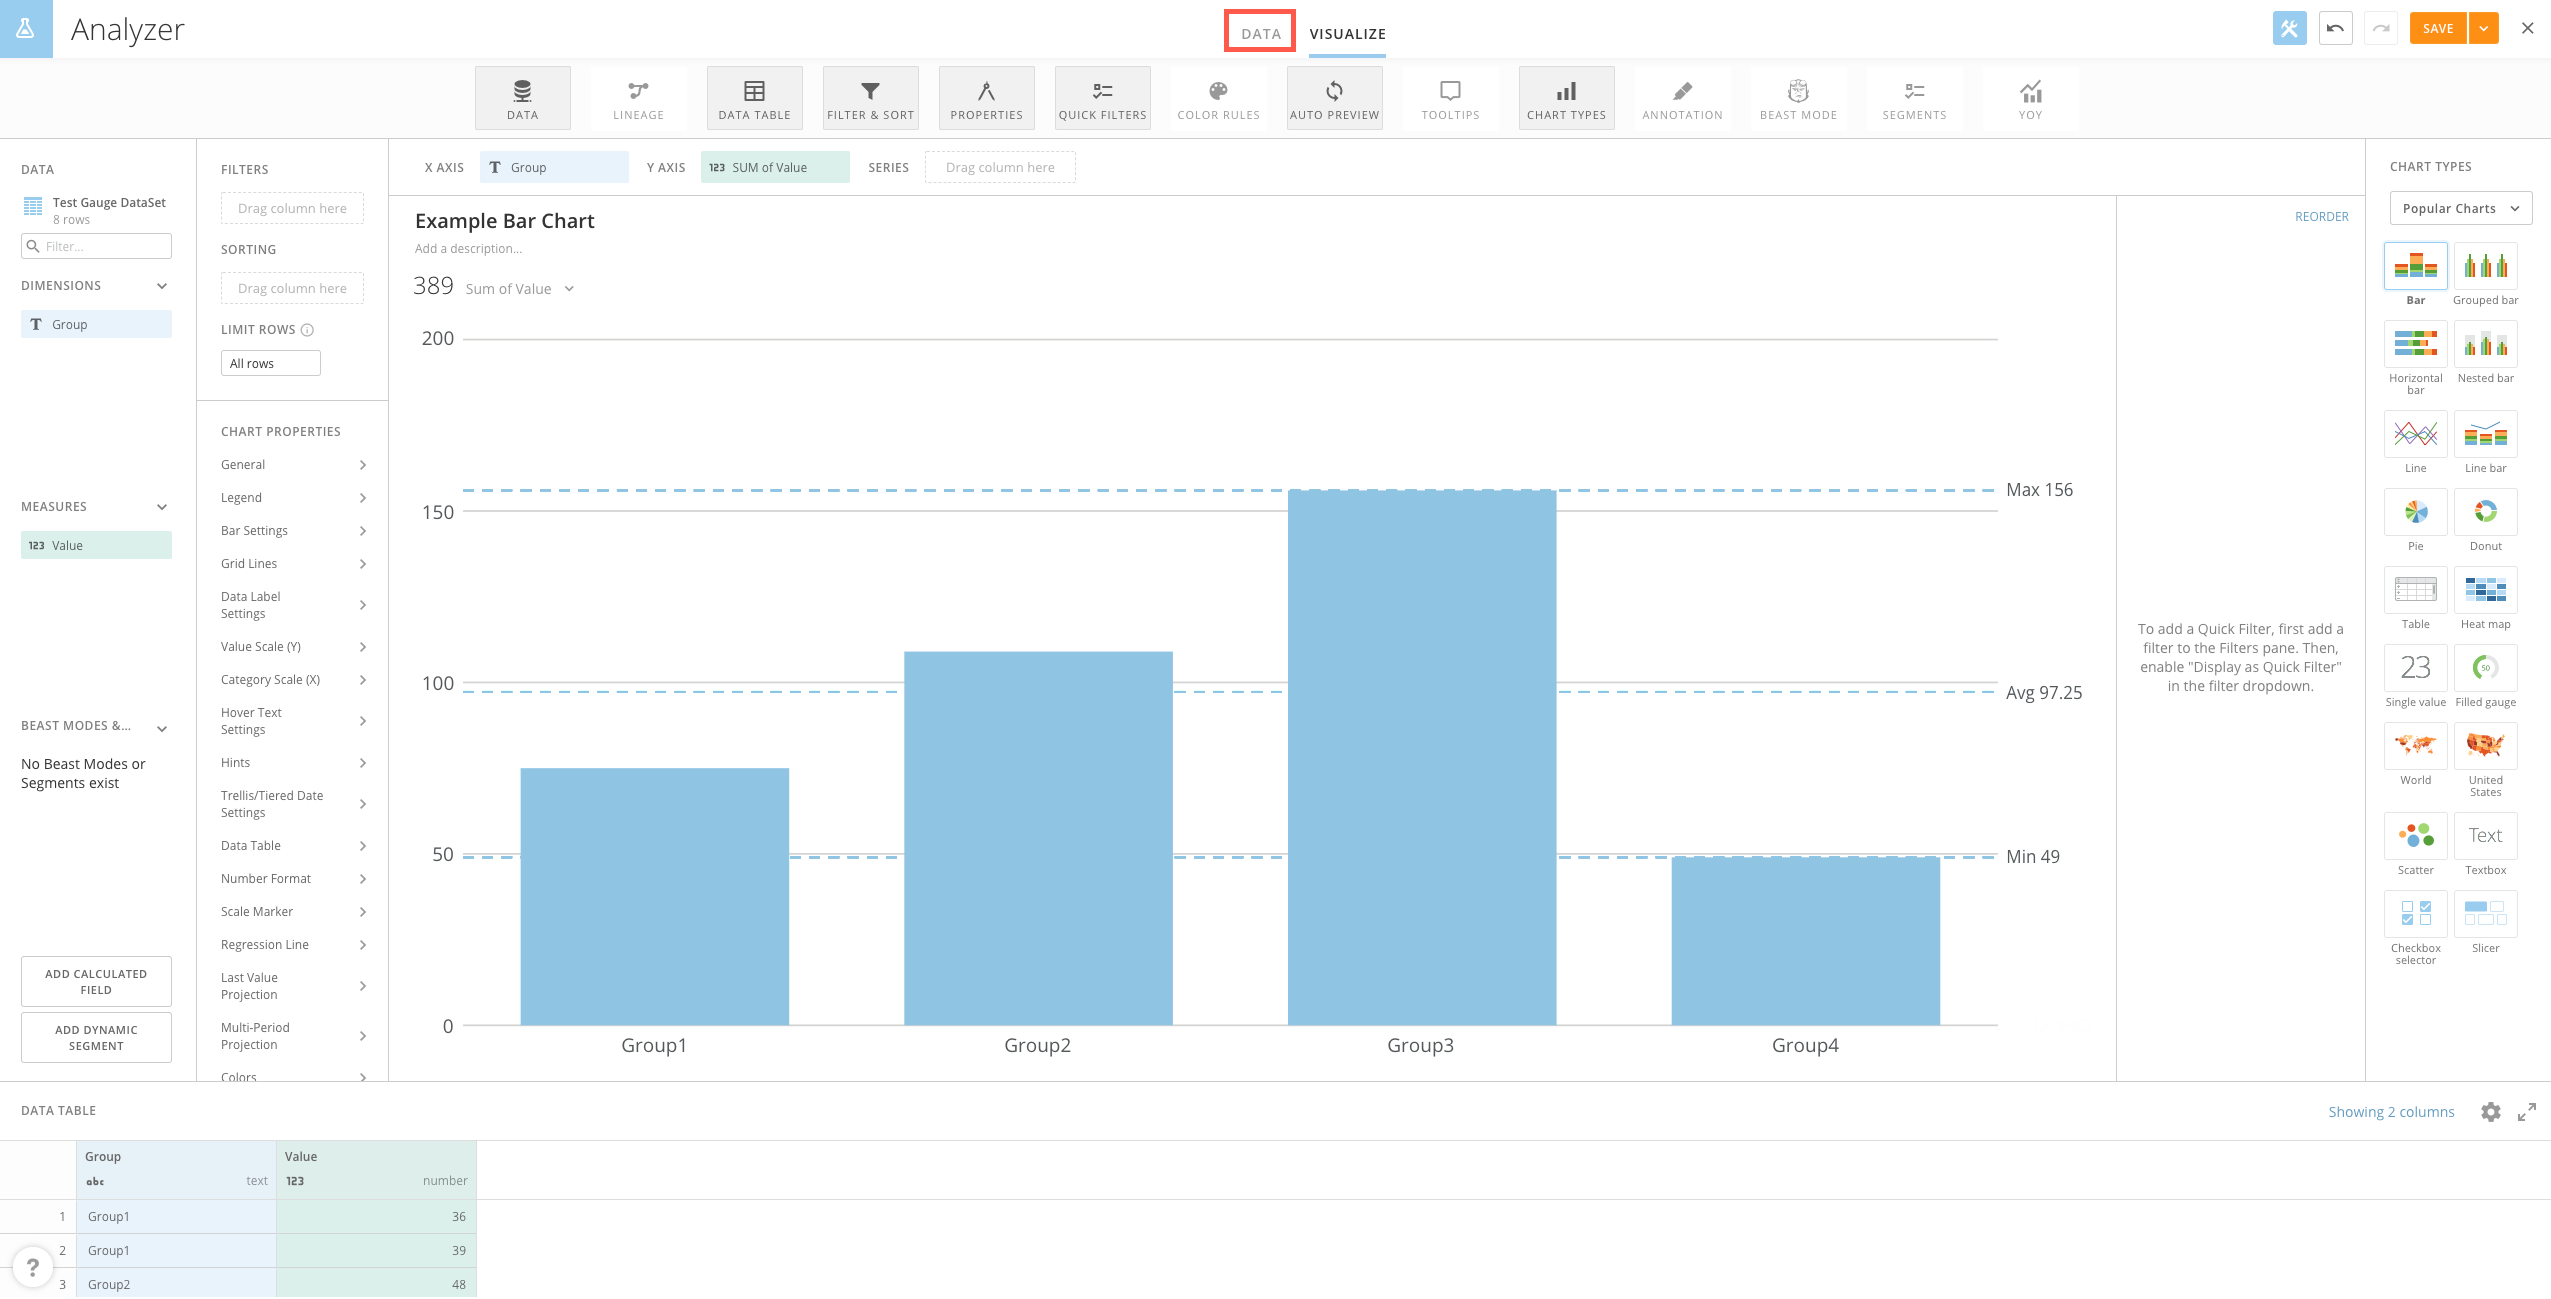 Analyzer
DATA
VISUALIZE
SAVE
DATA
LINEAGE
DATA TABLE
FILTER & SORT
PROPERTIES
QUICK FILTERS
COLOR RULES
AUTO PREVIEW
TOOLTIPS
CHART TYPES
ANNOTATION
BEAST MODE
SEGMENTS
YOY
DATA
Test Gauge DataSet
8 rows
Filter...
DIMENSIONS
T Group
MEASURES
123 Value
BEAST MODES &...
No Beast Modes or
Segments exist
ADD CALCULATED
FIELD
ADD DYNAMIC
SEGMENT
FILTERS
Drag column here
SORTING
Drag column here
LIMIT ROWS
All rows
CHART PROPERTIES
General
Legend
Bar Settings
Grid Lines
Data Label
Settings
Value Scale (Y)
Category Scale (X)
Hover Text
Settings
Hints
Trellis/Tiered Date
Settings
Data Table
Number Format
Scale Marker
Regression Line
Last Value
Projection
Multi-Period
Projection
Colors
X AXIS
T Group
Y AXIS
123 SUM of Value
SERIES
Drag column here
Example Bar Chart
Add a description...
389 Sum of Value
200
150
100
50
0
Max 156
Avg 97.25
Min 49
Group1
Group2
Group3
Group4
REORDER
To add a Quick Filter, first add a
filter to the Filters pane. Then,
enable "Display as Quick Filter"
in the filter dropdown.
CHART TYPES
Popular Charts
Bar
Grouped bar
Horizontal
bar
Nested bar
Line
Line bar
Pie
Donut
Table
Heat map
23
Single value
50
Filled gauge
World
United
States
Scatter
Text
Textbox
Checkbox
selector
Slicer
DATA TABLE
Showing 2 columns
Group
Value
abc text
123 number
1 Group1 36
2 Group1 39
3 Group2 48
?